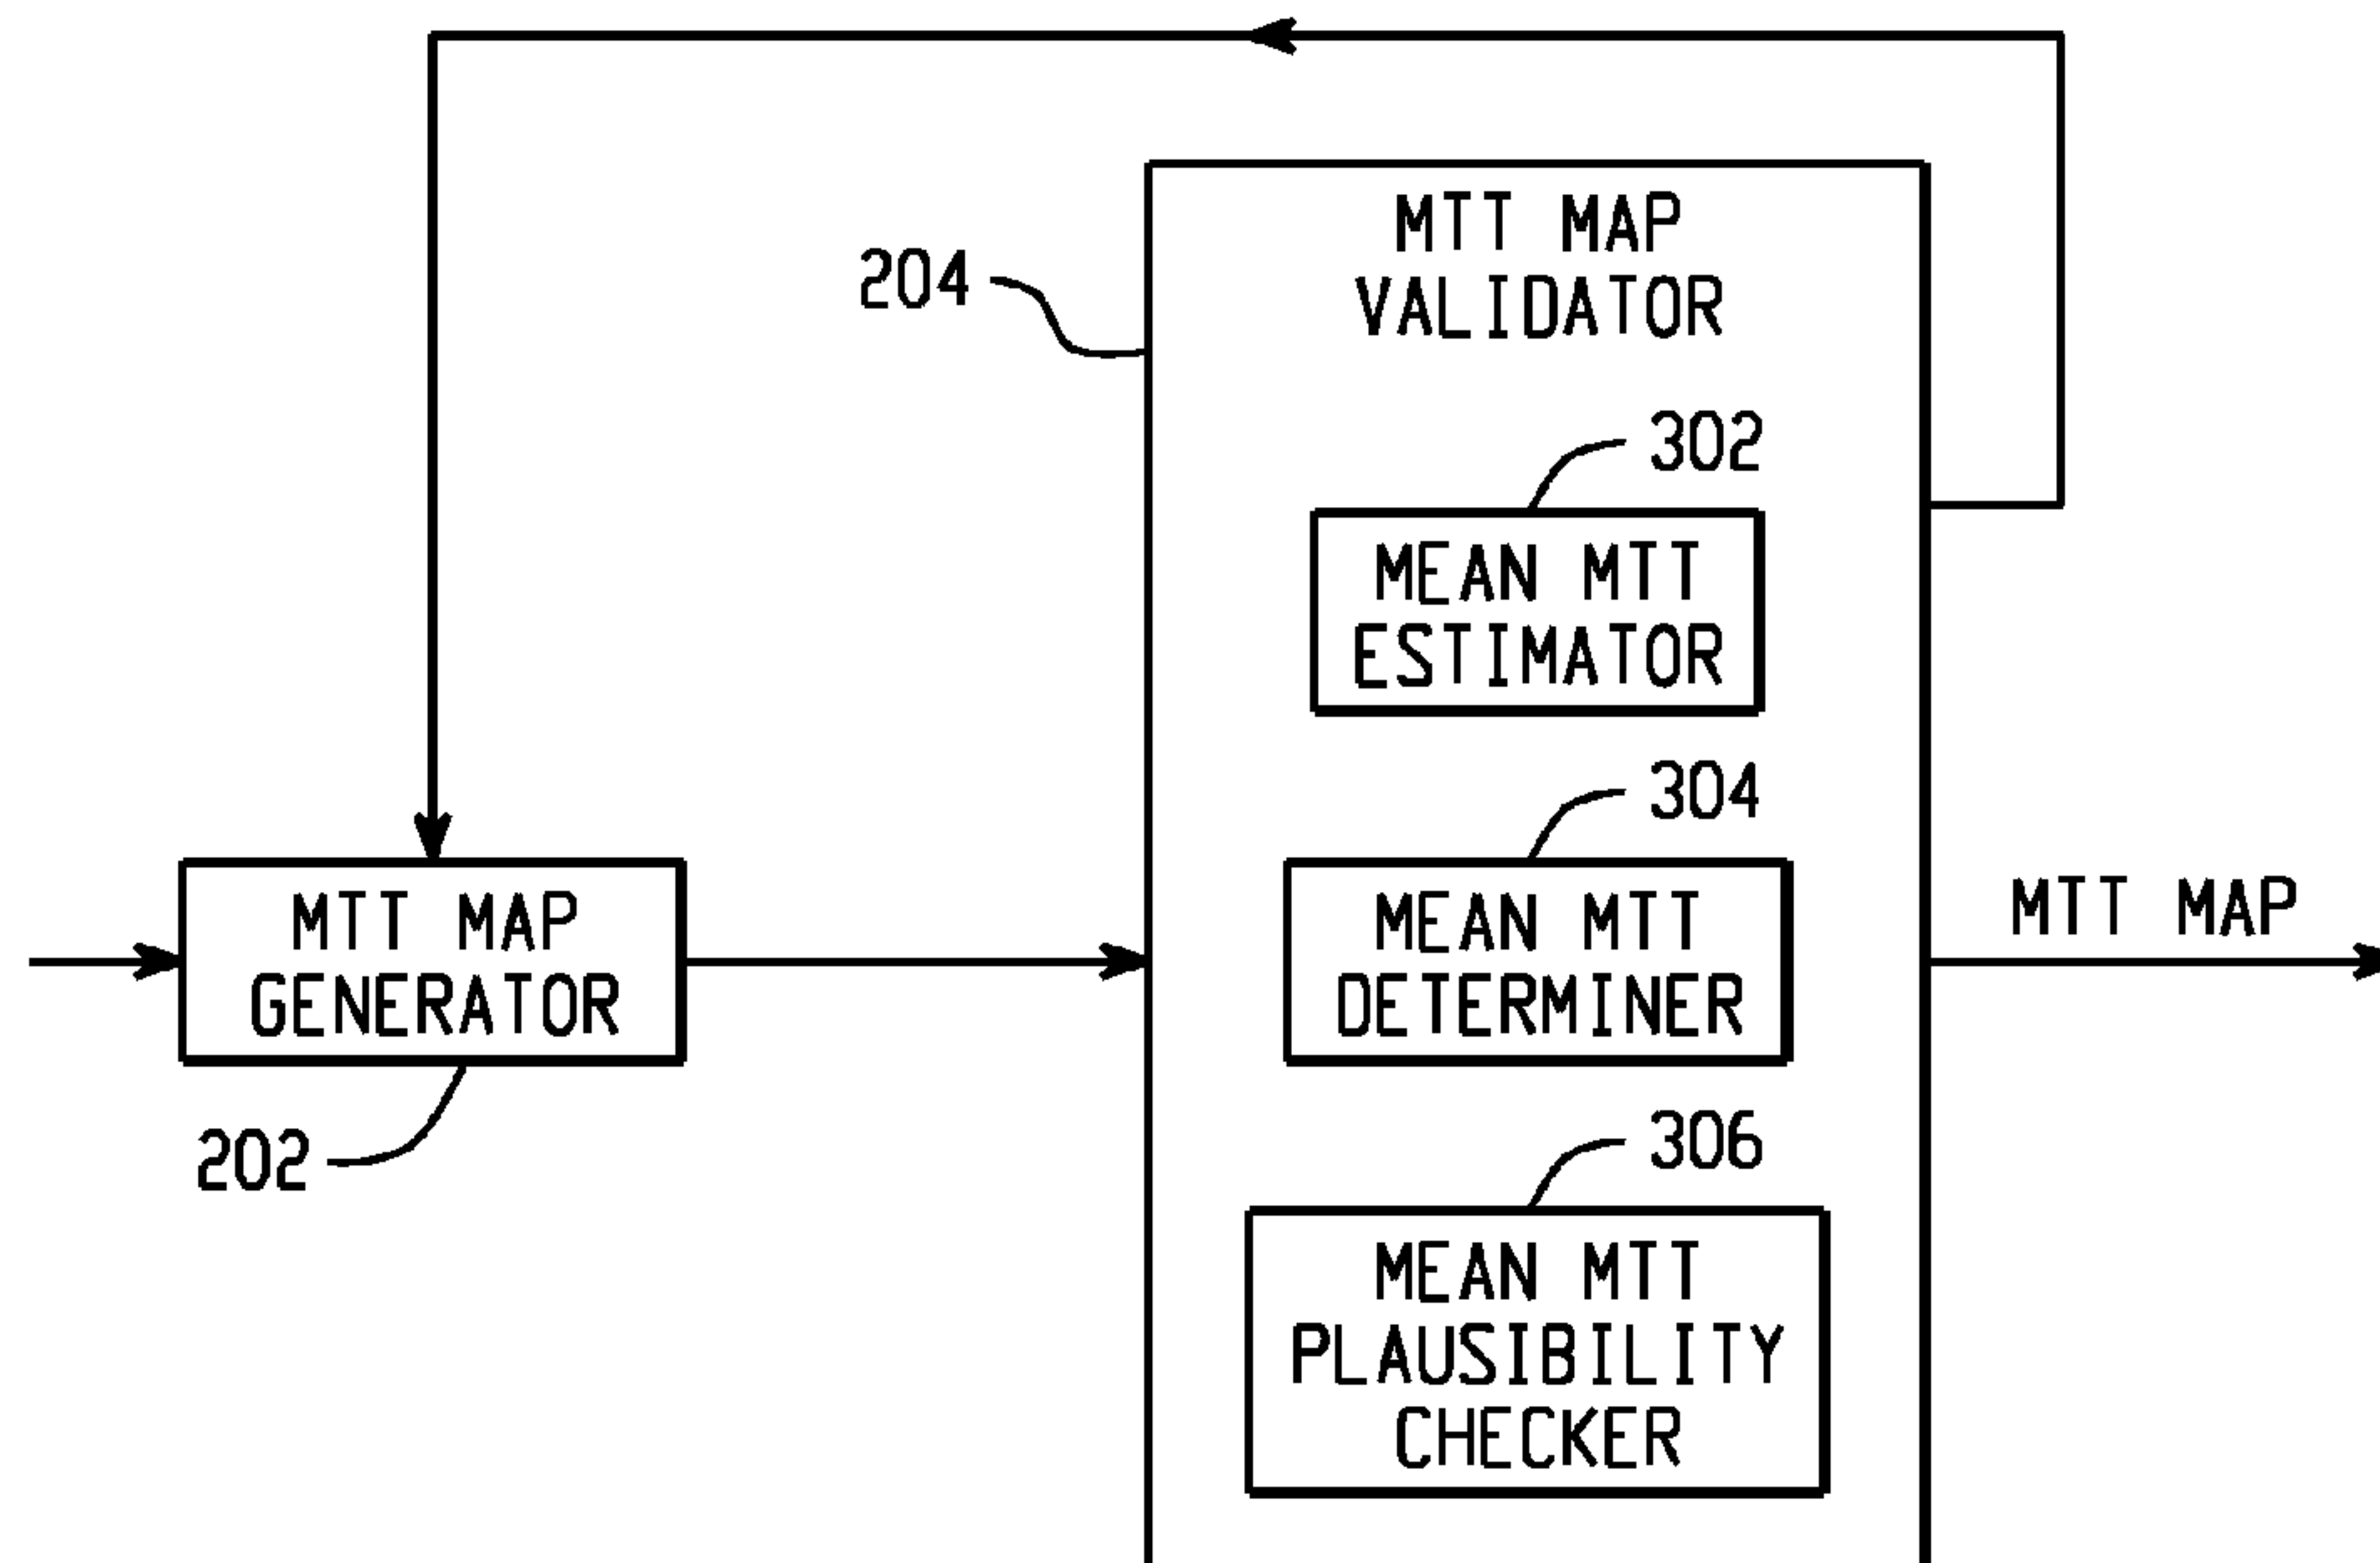 MTT MAP
VALIDATOR
204
302
MEAN MTT
ESTIMATOR
304
MEAN MTT
DETERMINER
MTT MAP
MTT MAP
GENERATOR
202
306
MEAN MTT
PLAUSIBILITY
CHECKER